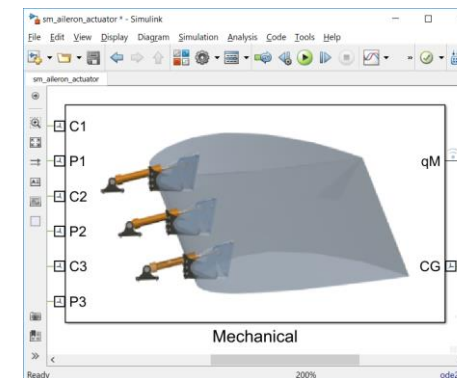 sm_aileron_actuator * - Simulink
File Edit View Display Diagram Simulation Analysis Code Tools Help
sm_aileron_actuator
C1
P1
C2
P2
C3
P3
qM
CG
Mechanical
Ready 200%